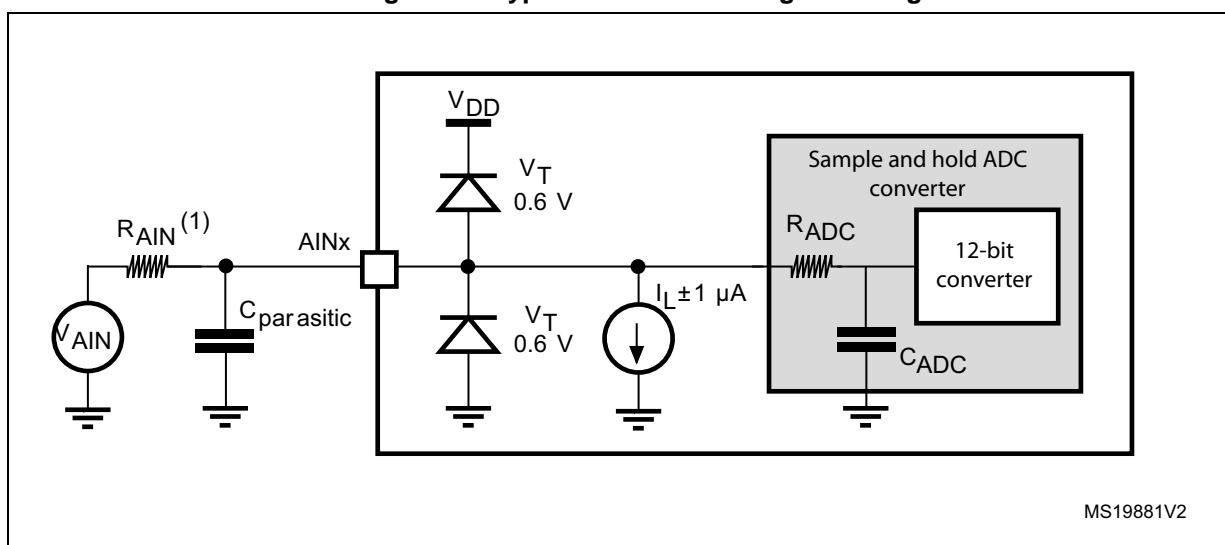 V_DD
Sample and hold ADC
converter
V_T
0.6 V
R_AIN (1)
AINx
R_ADC
12-bit
converter
I_L ±1 µA
C_parasitic
V_T
0.6 V
V_AIN
C_ADC
MS19881V2